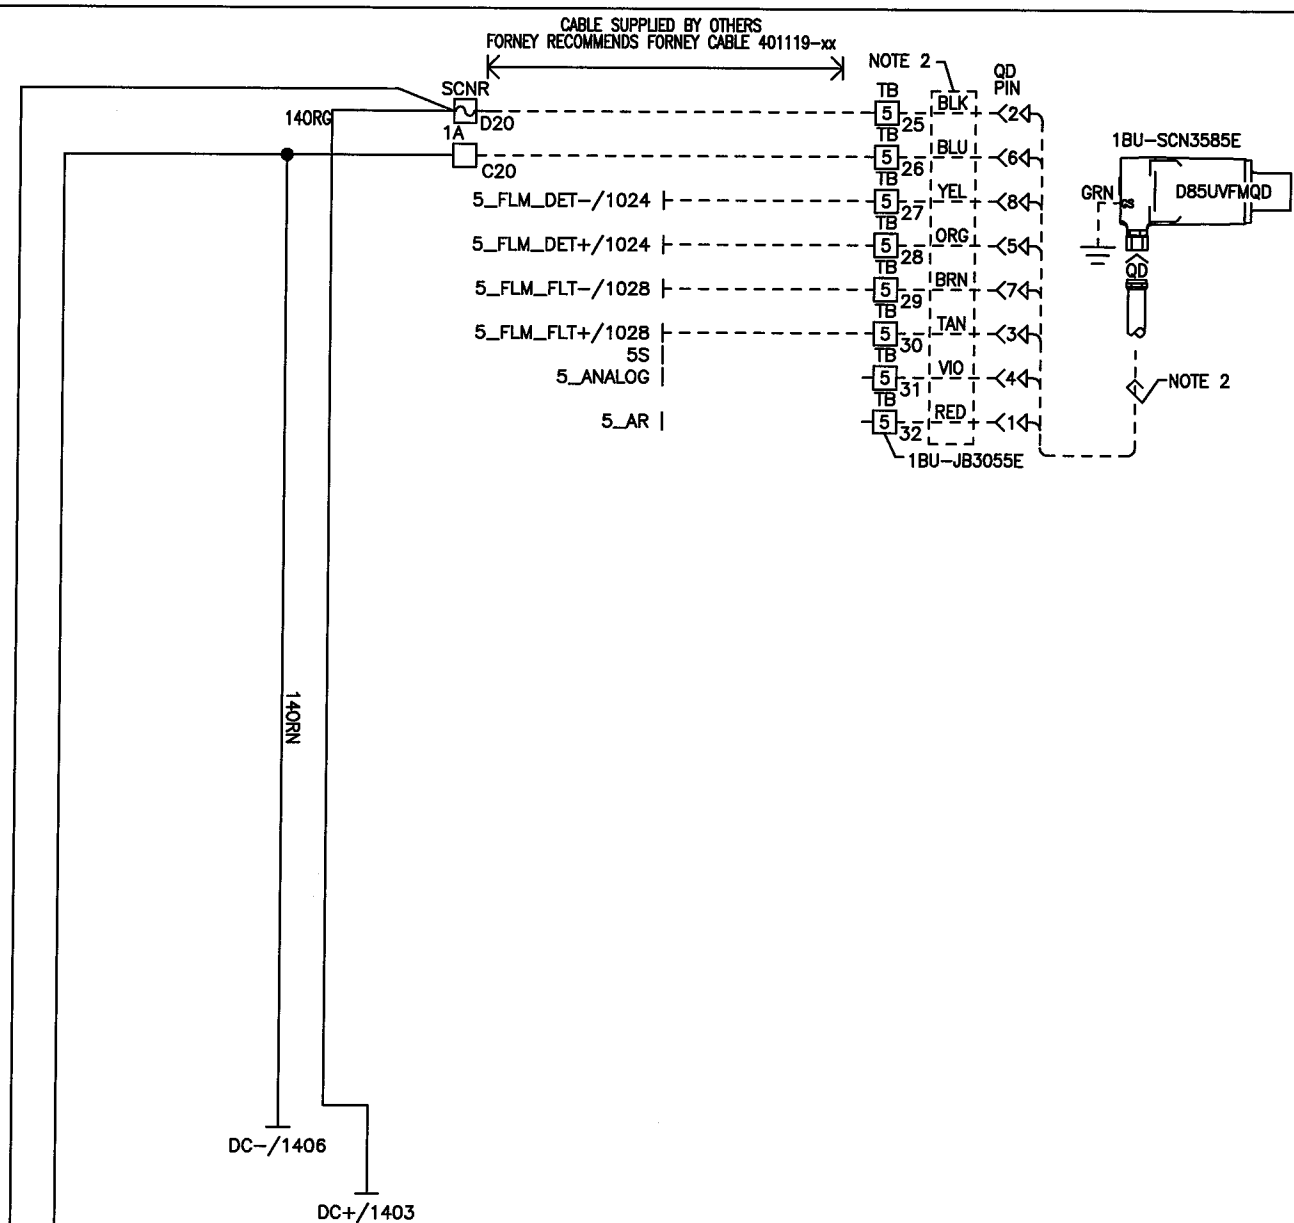 CABLE SUPPLIED BY OTHERS
FORNEY RECOMMENDS FORNEY CABLE 401119-xx
NOTE 2
QD
PIN
SCNR
140RG
1A
D20
TB
5
25
BLK
2
C20
TB
5
26
BLU
6
1BU-SCN3585E
5_FLM_DET-/1024
TB
5
27
YEL
8
GRN
GS
D85UVFMQD
5_FLM_DET+/1024
TB
5
28
ORG
5
QD
5_FLM_FLT-/1028
TB
5
29
BRN
7
5_FLM_FLT+/1028
TB
5
30
TAN
3
5S
5_ANALOG
TB
5
31
VIO
4
NOTE 2
5_AR
TB
5
32
RED
1
1BU-JB3055E
140RN
DC-/1406
DC+/1403